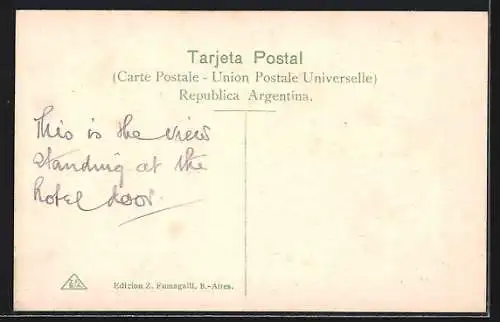 Tarjeta Postal
(Carte Postale - Union Postale Universelle)
Republica Argentina.
This is the view
standing at the
hotel door.
Edizion Z. Fumagalli, B.-Aires.